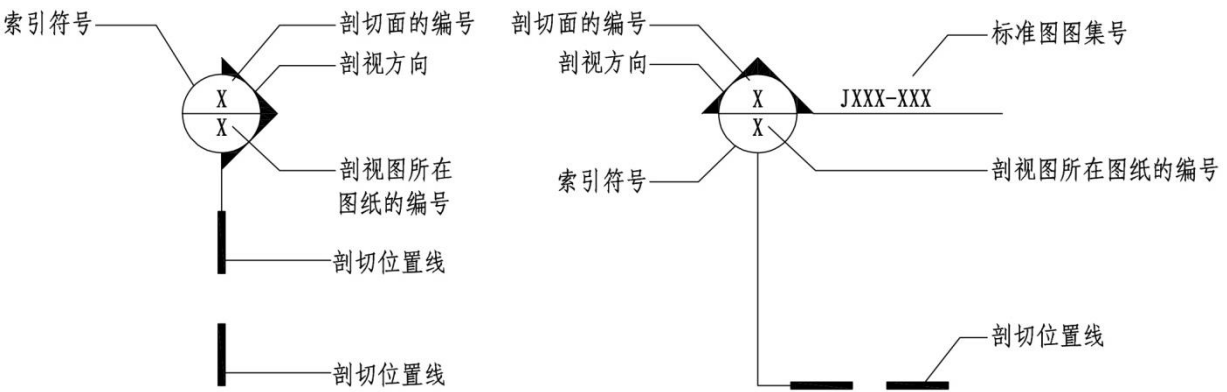 索引符号
剖切面的编号
剖视方向
X
X
剖视图所在
图纸的编号
剖切位置线
剖切位置线
剖切面的编号
剖视方向
标准图图集号
X
JXXX-XXX
X
索引符号
剖视图所在图纸的编号
剖切位置线